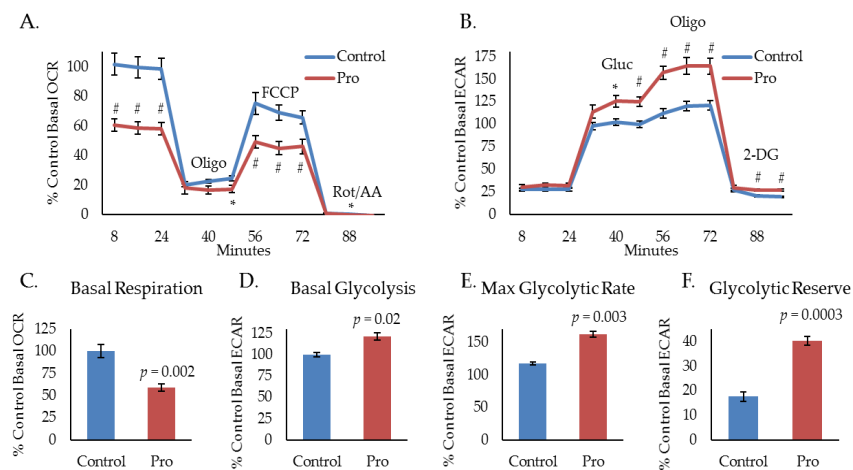 A.
% Control Basal OCR
120
100
80
60
40
20
0
8 24 40 56 72 88
Minutes
Control
Pro
# # #
Oligo
*
FCCP
# # #
Rot/AA
*
B.
% Control Basal ECAR
175
150
125
100
75
50
25
0
8 24 40 56 72 88
Minutes
Oligo
Control
Pro
Gluc
* # # # #
2-DG
# #
C.
Basal Respiration
% Control Basal OCR
125
100
75
50
25
0
p = 0.002
Control Pro
D.
Basal Glycolysis
% Control Basal ECAR
125
100
75
50
25
0
p = 0.02
Control Pro
E.
Max Glycolytic Rate
% Control Basal ECAR
150
100
50
0
p = 0.003
Control Pro
F.
Glycolytic Reserve
% Control Basal ECAR
40
30
20
10
0
p = 0.0003
Control Pro